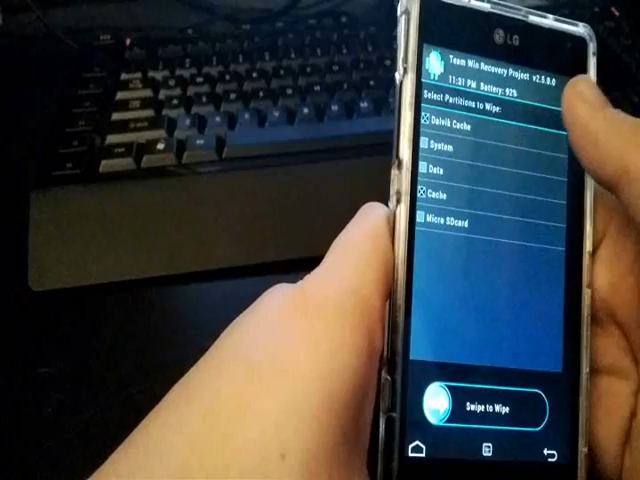 LG
Team Win Recovery Project v2.5.0.0
11:31 PM Battery: 92%
Select Partitions to Wipe:
Dalvik Cache
System
Data
Cache
Micro SDcard
Swipe to Wipe